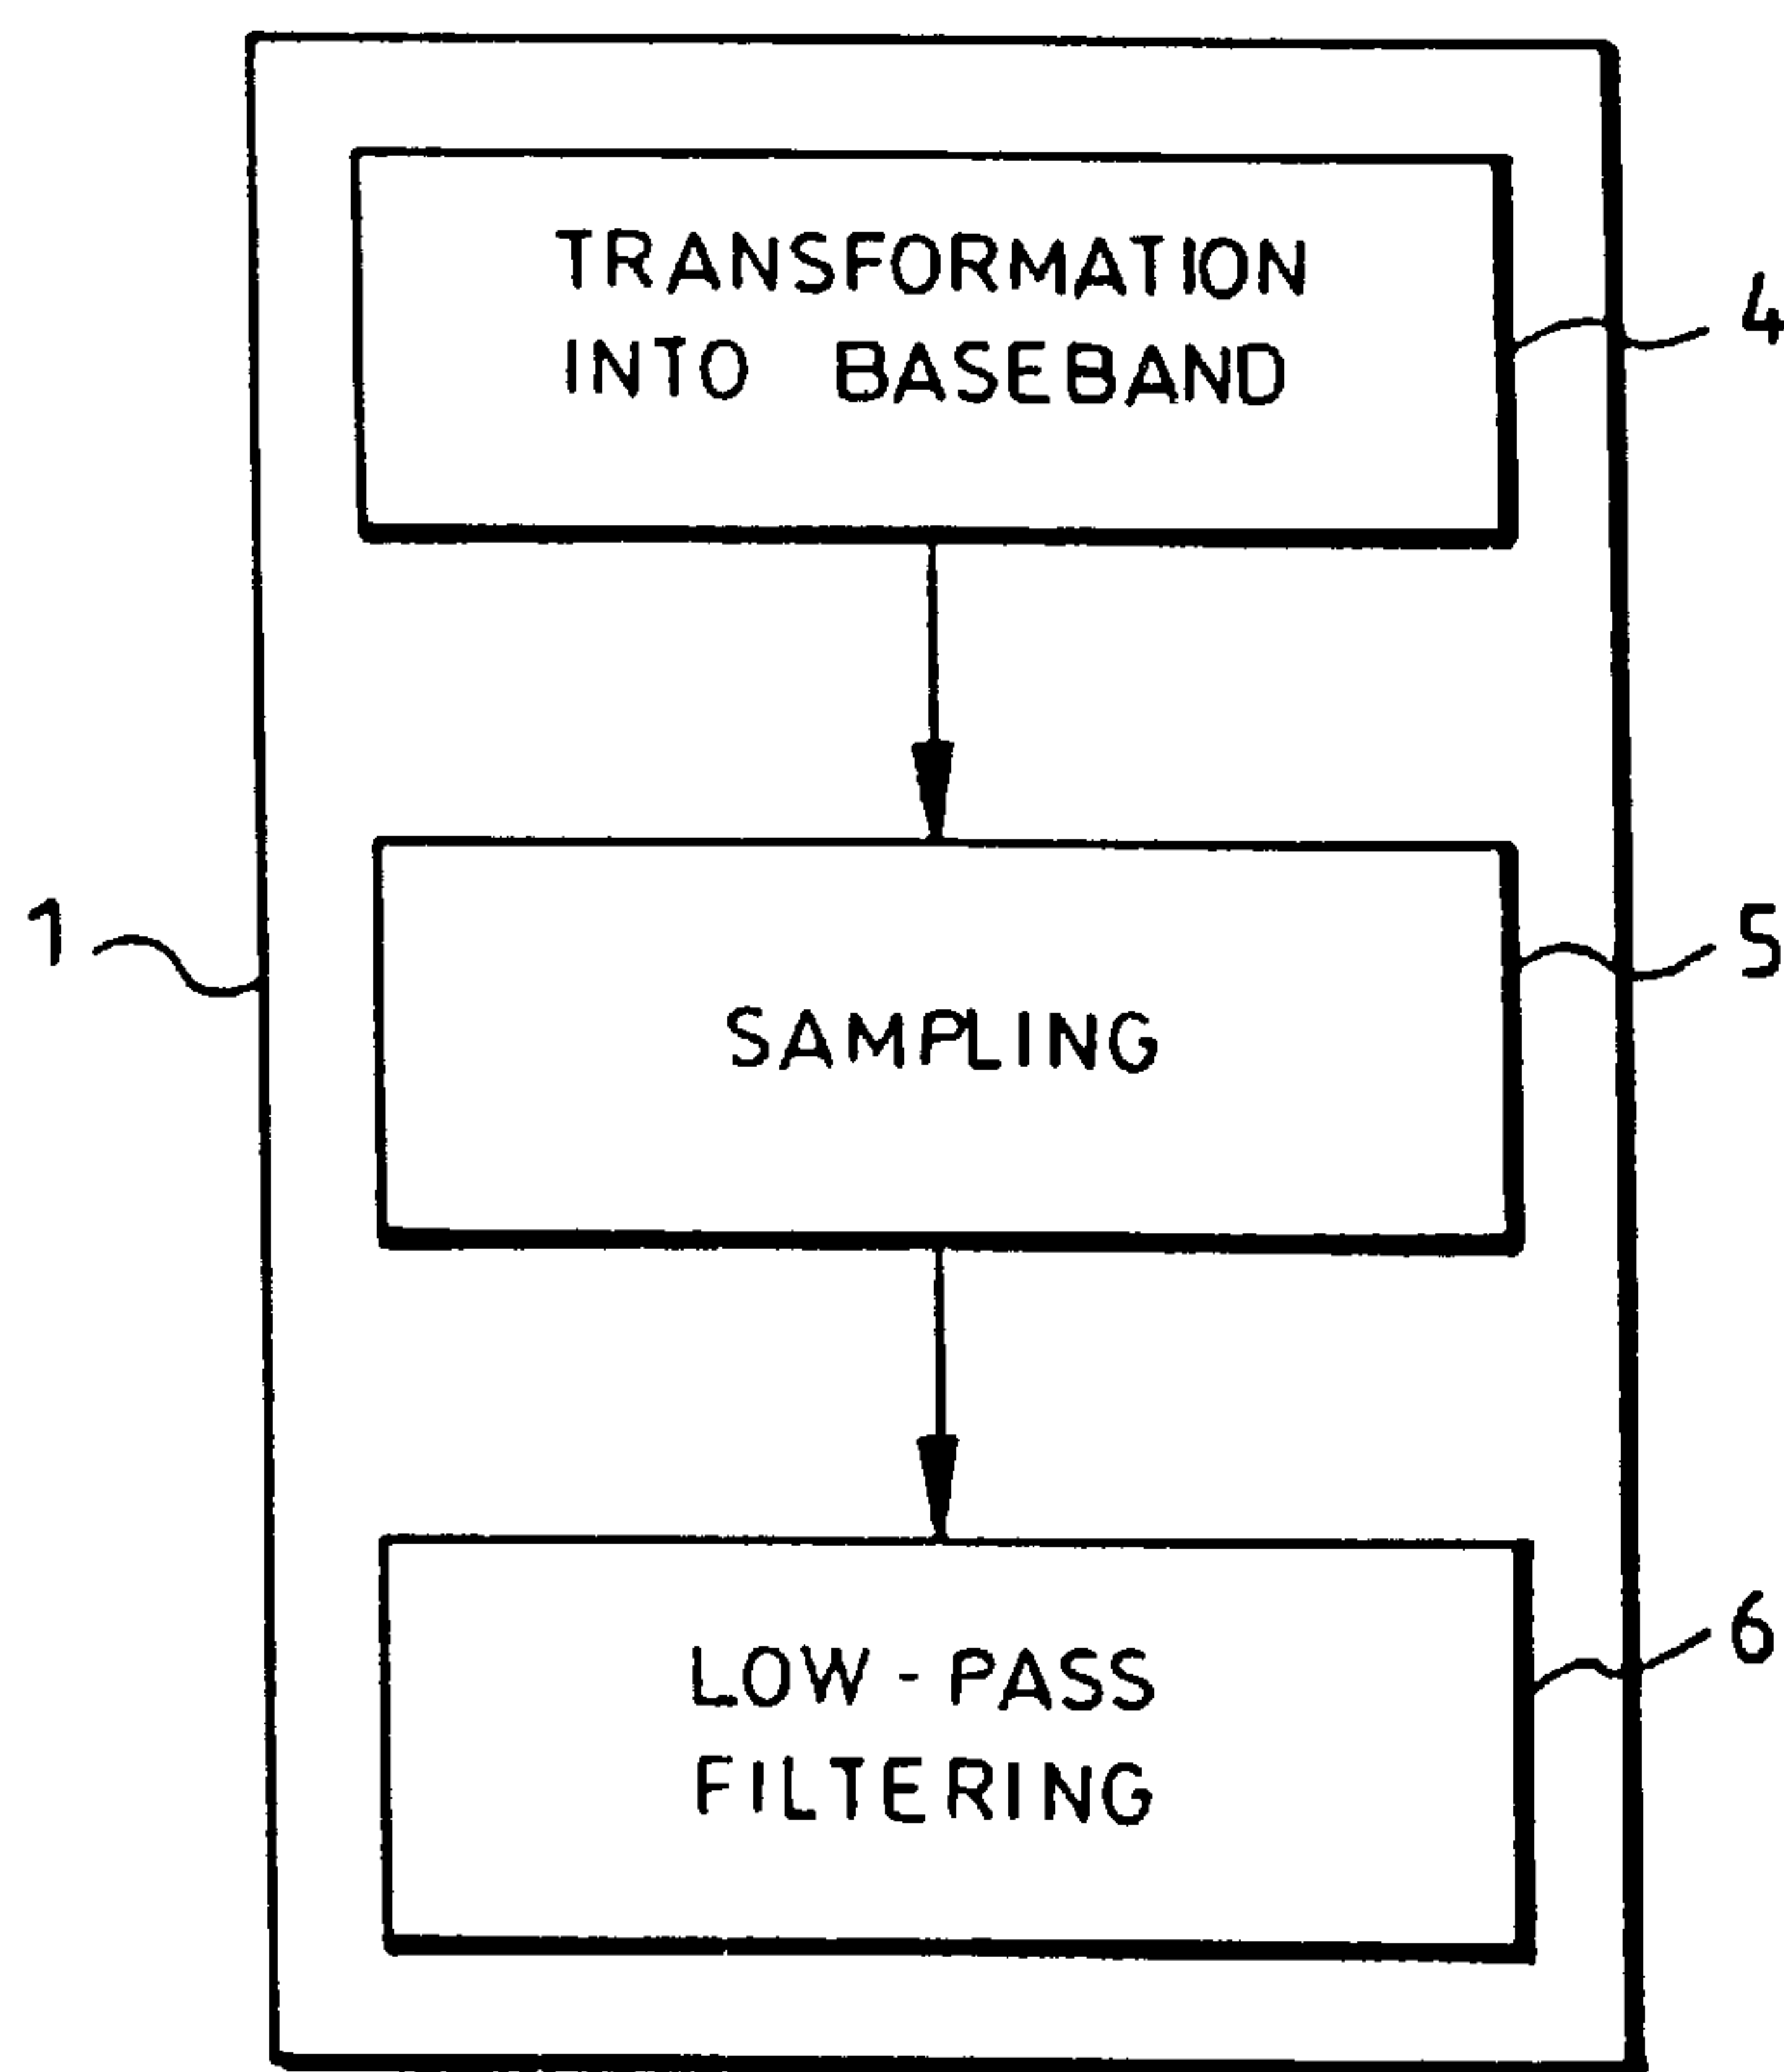 TRANSFORMATION
INTO BASEBAND
4
1
5
SAMPLING
6
LOW-PASS
FILTERING